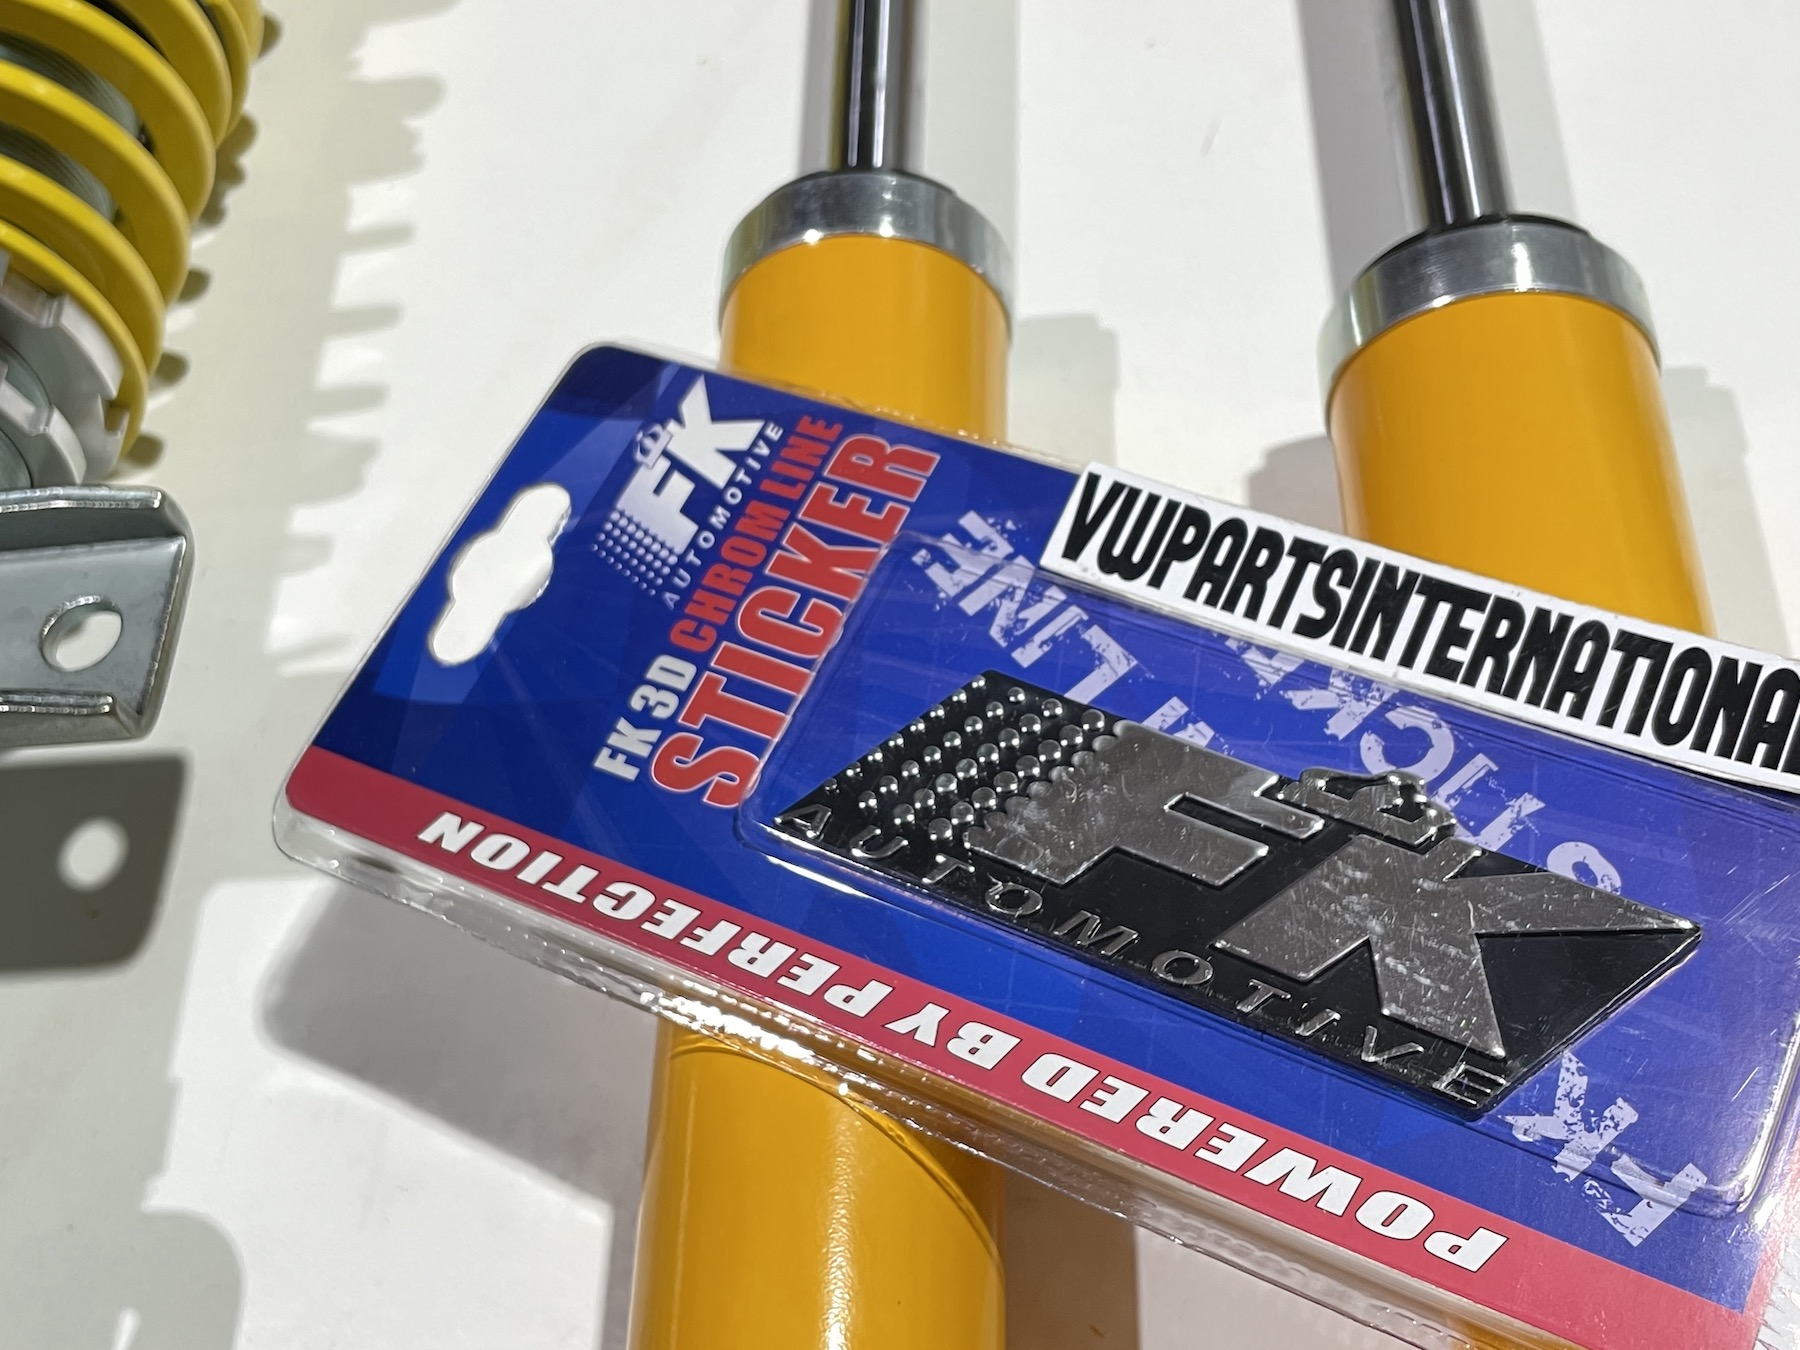 FK
AUTOMOTIVE
FK 3D CHROM LINE
STICKER
VWPARTSINTERNATIONAL
FK
AUTOMOTIVE
POWERED BY PERFECTION